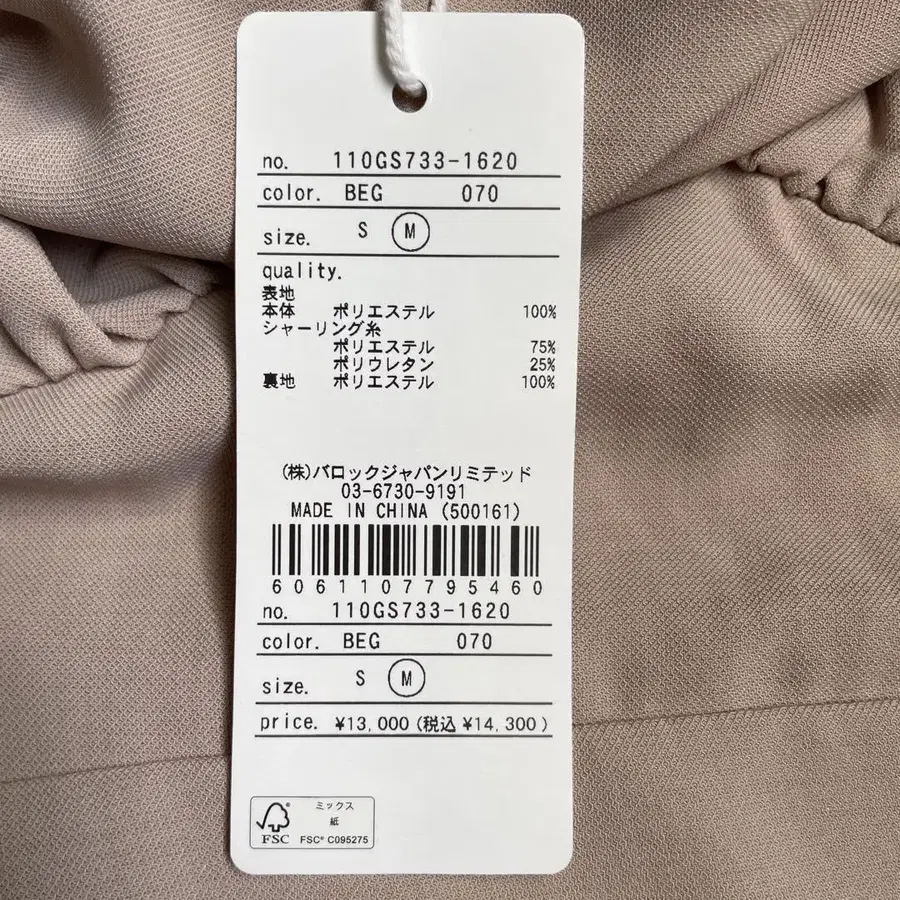 no. 110GS733-1620
color. BEG 070
size. S M
quality.
表地
本体 ポリエステル 100%
シャーリング糸
ポリエステル 75%
ポリウレタン 25%
裏地 ポリエステル 100%
(株)バロックジャパンリミテッド
03-6730-9191
MADE IN CHINA (500161)
6061107795460
no. 110GS733-1620
color. BEG 070
size. S M
price. ¥13,000 (税込 ¥14,300)
ミックス
紙
FSC
FSC® C095275